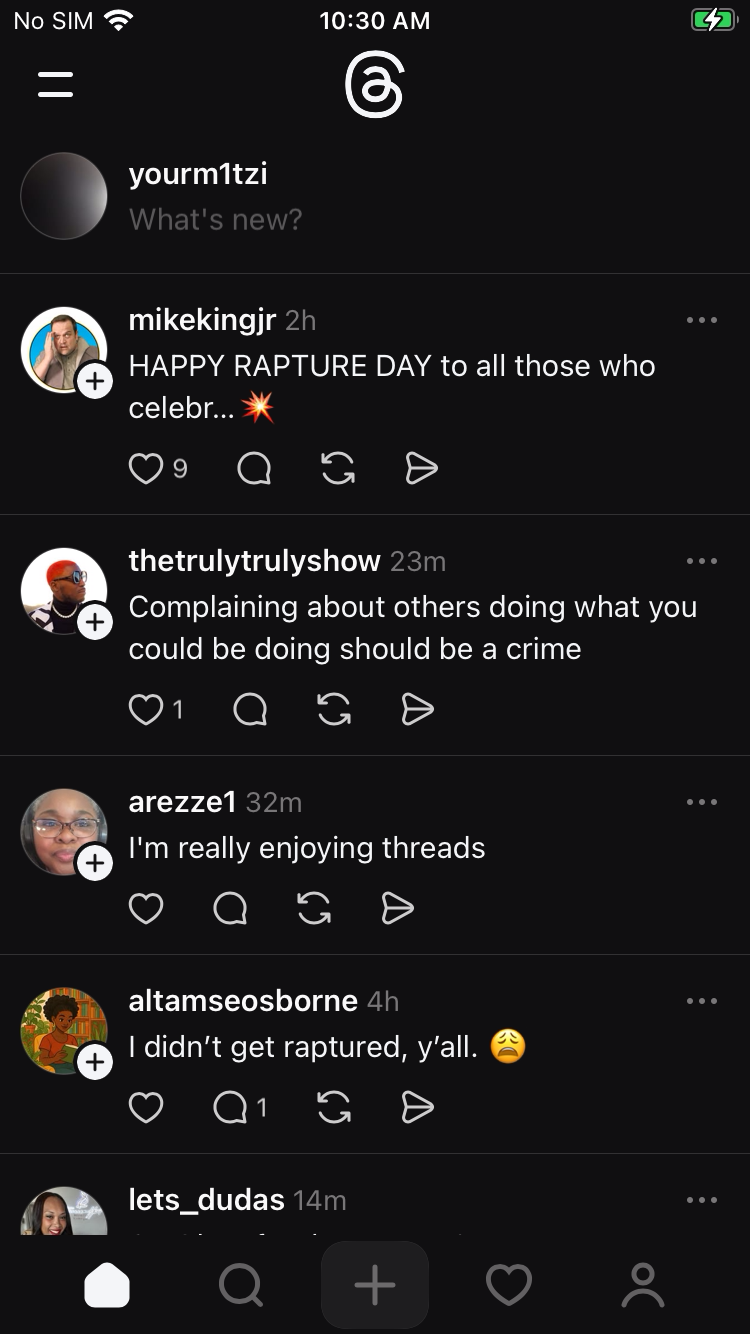 No SIM 10:30 AM
yourm1tzi
What's new?
mikekingjr 2h
HAPPY RAPTURE DAY to all those who
celebr... 💥
9
thetrulytrulyshow 23m
Complaining about others doing what you
could be doing should be a crime
1
arezze1 32m
I'm really enjoying threads
altamseosborne 4h
I didn’t get raptured, y’all. 😩
1
lets_dudas 14m